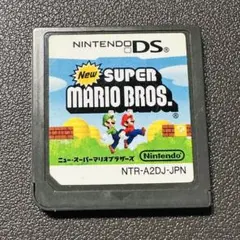 NINTENDO DS
New SUPER
MARIO BROS.
ニュー・スーパーマリオブラザーズ
Nintendo
NTR-A2DJ-JPN